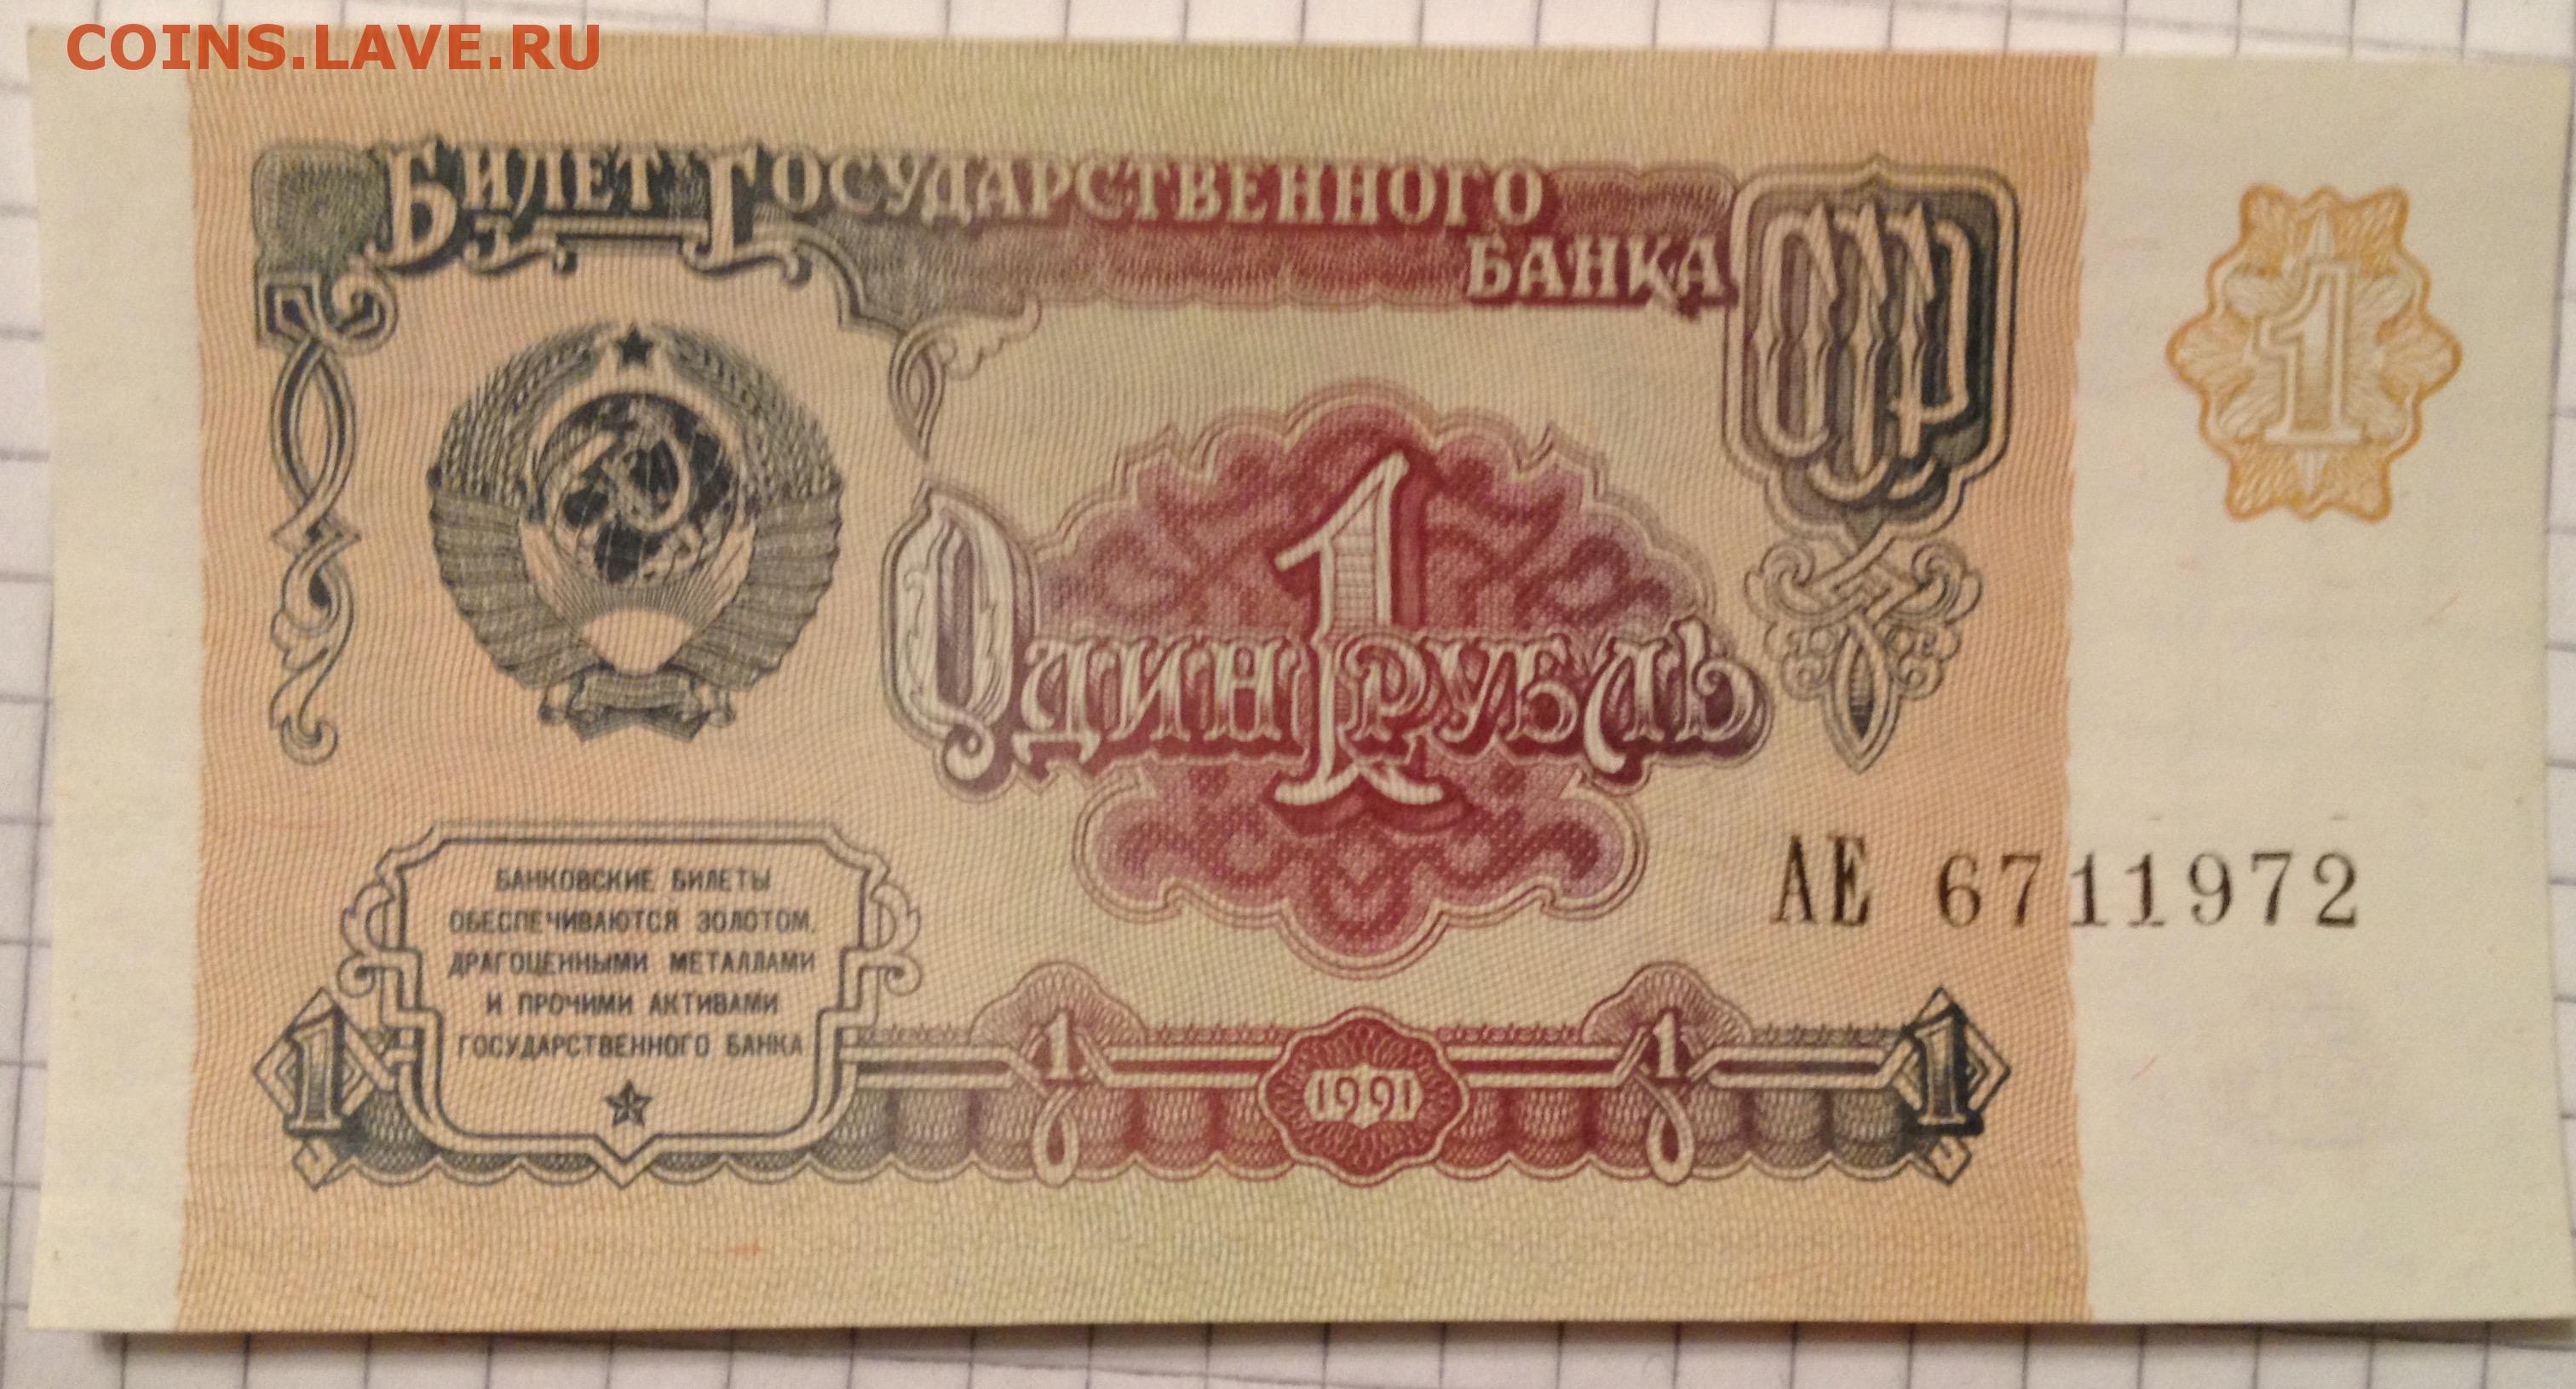 COINS.LAVE.RU
БИЛЕТ ГОСУДАРСТВЕННОГО
БАНКА
СССР
1
1
ОДИН РУБЛЬ
АЕ 6711972
БАНКОВСКИЕ БИЛЕТЫ
ОБЕСПЕЧИВАЮТСЯ ЗОЛОТОМ,
ДРАГОЦЕННЫМИ МЕТАЛЛАМИ
И ПРОЧИМИ АКТИВАМИ
ГОСУДАРСТВЕННОГО БАНКА
1 1 1991 1 1